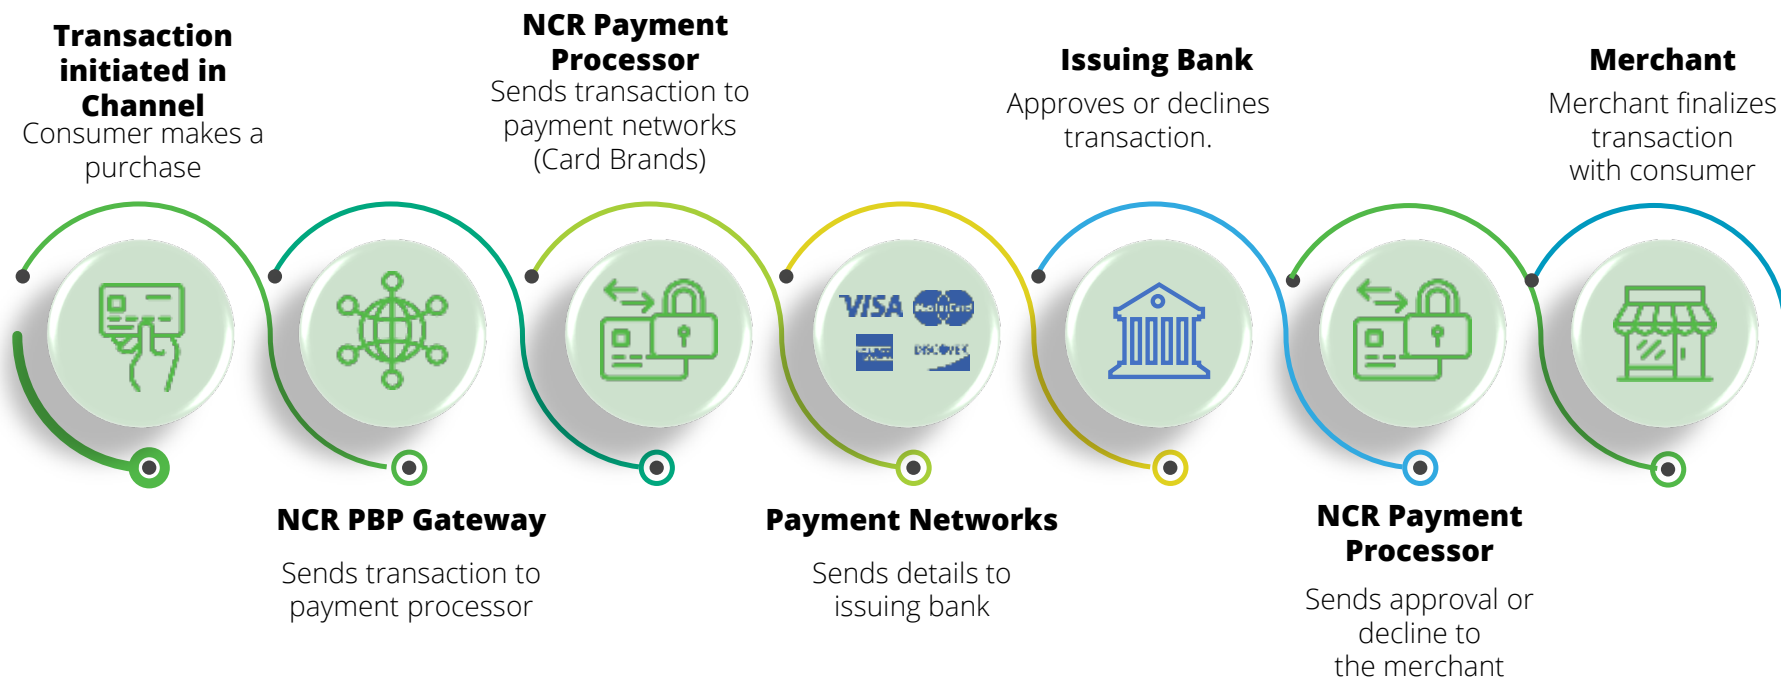 Transaction
initiated in
Channel
Consumer makes a
purchase
NCR PBP Gateway
Sends transaction to
payment processor
NCR Payment
Processor
Sends transaction to
payment networks
(Card Brands)
VISA
MasterCard
DISCOVER
Payment Networks
Sends details to
issuing bank
Issuing Bank
Approves or declines
transaction.
NCR Payment
Processor
Sends approval or
decline to
the merchant
Merchant
Merchant finalizes
transaction
with consumer